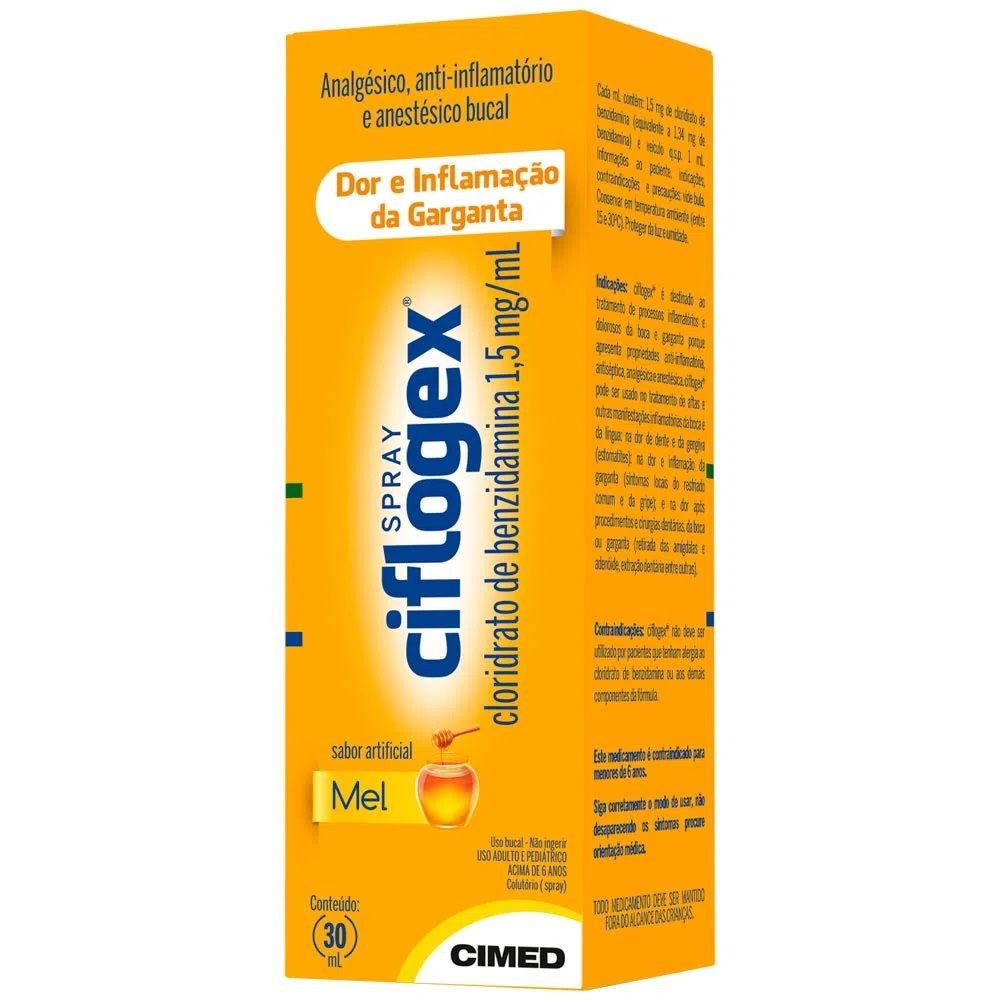 Analgésico, anti-inflamatório
e anestésico bucal
Dor e Inflamação
da Garganta
SPRAY
ciflogex®
cloridrato de benzidamina 1,5 mg/mL
sabor artificial
Mel
Uso bucal - Não ingerir
USO ADULTO E PEDIÁTRICO
ACIMA DE 6 ANOS
Colutório (spray)
Conteúdo:
30
mL
CIMED
Cada mL contém: 1,5 mg de cloridrato de
benzidamina (equivalente a 1,34 mg de
benzidamina) e veículo q.s.p. 1 mL.
Informações ao paciente, indicações,
contraindicações e precauções: vide bula.
Conservar em temperatura ambiente (entre
15 e 30ºC). Proteger da luz e umidade.
Indicações: ciflogex® é destinado ao
tratamento de processos inflamatórios e
dolorosos da boca e garganta porque
apresenta propriedades anti-inflamatória,
antiséptica, analgésica e anestésica. ciflogex®
pode ser usado no tratamento de aftas e
outras manifestações inflamatórias da boca e
da língua: na dor de dente e da gengiva
(estomatites); na dor e inflamação da
garganta (sintomas locais do resfriado
comum e da gripe); e na dor após
procedimentos e cirurgias dentárias, da boca
ou garganta (retirada das amígdalas e
adenóide, extração dentária entre outras).
Contraindicações: ciflogex® não deve ser
utilizado por pacientes que tenham alergia ao
cloridrato de benzidamina ou aos demais
componentes da fórmula.
Este medicamento é contraindicado para
menores de 6 anos.
Siga corretamente o modo de usar, não
desaparecendo os sintomas procure
orientação médica.
TODO MEDICAMENTO DEVE SER MANTIDO
FORA DO ALCANCE DAS CRIANÇAS.